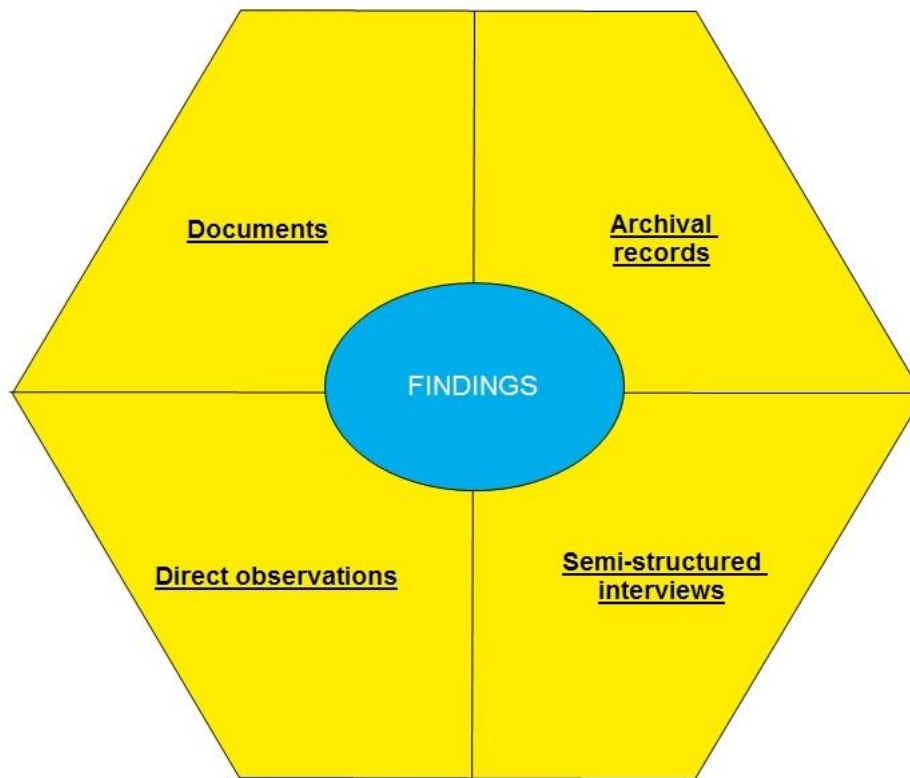 Documents
Archival
records
FINDINGS
Direct observations
Semi-structured
interviews